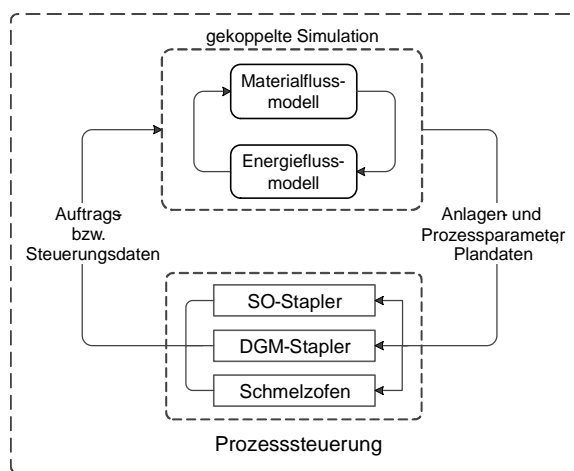 gekoppelte Simulation
Materialfluss-
modell
Energiefluss-
modell
Auftrags-
bzw.
Steuerungsdaten
Anlagen- und
Prozessparameter,
Plandaten
SO-Stapler
DGM-Stapler
Schmelzofen
Prozesssteuerung